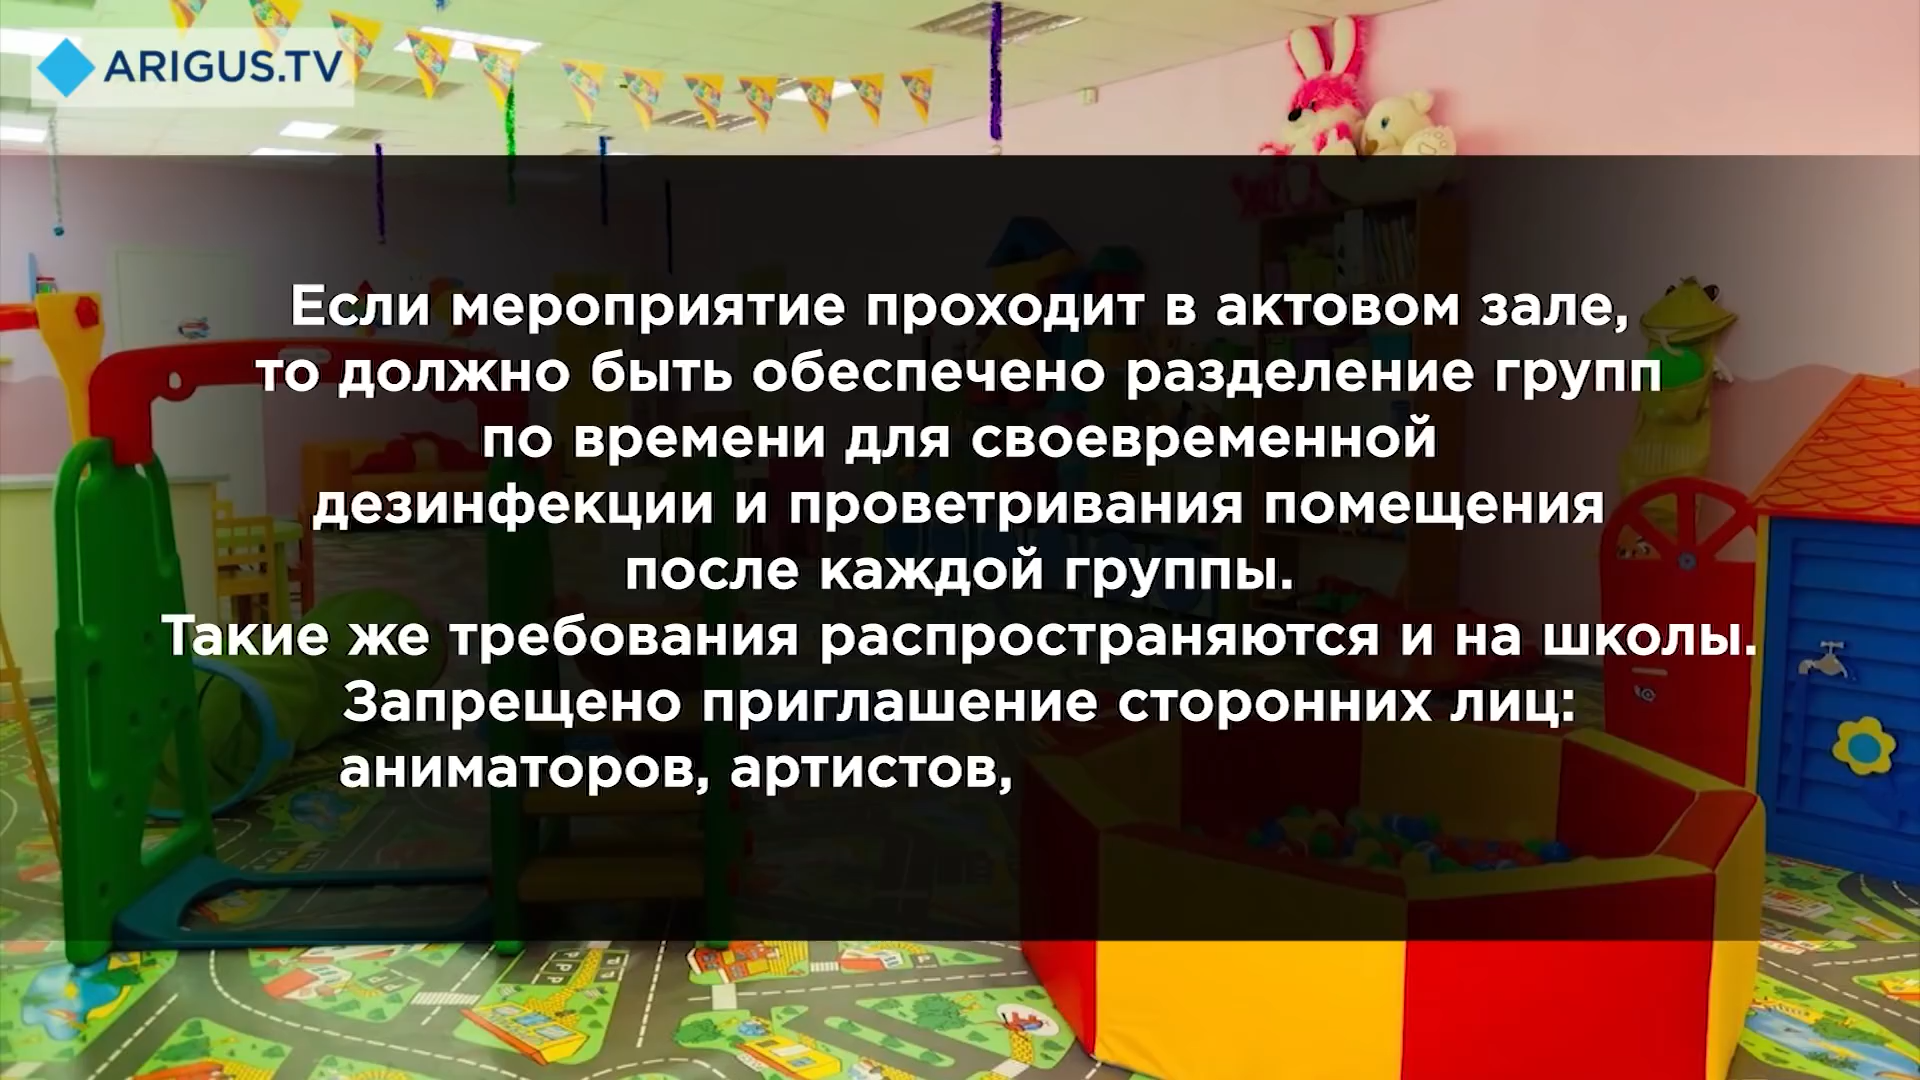 ARIGUS.TV
Если мероприятие проходит в актовом зале,
то должно быть обеспечено разделение групп
по времени для своевременной
дезинфекции и проветривания помещения
после каждой группы.
Такие же требования распространяются и на школы.
Запрещено приглашение сторонних лиц:
аниматоров, артистов,